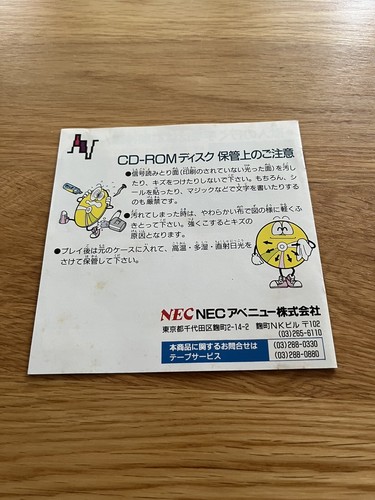 CD-ROMディスク 保管上のご注意
●信号読みとり面(印刷のされていない光った面)を汚し
たり、キズをつけたりしないで下さい。もちろん、シー
ルを貼ったり、マジックなどで文字を書いたりする
のも厳禁です。
●汚れてしまった時は、やわらかい布で図の様に軽くふ
きとって下さい。強くこするとキズの
原因となります。
●プレイ後は元のケースに入れて、高温・多湿・直射日光を
さけて保管して下さい。
NEC NECアベニュー株式会社
東京都千代田区麹町2-14-2 麹町NKビル 〒102
(03)265-6110
本商品に関するお問合せは
テープサービス
(03)288-0330
(03)288-0880